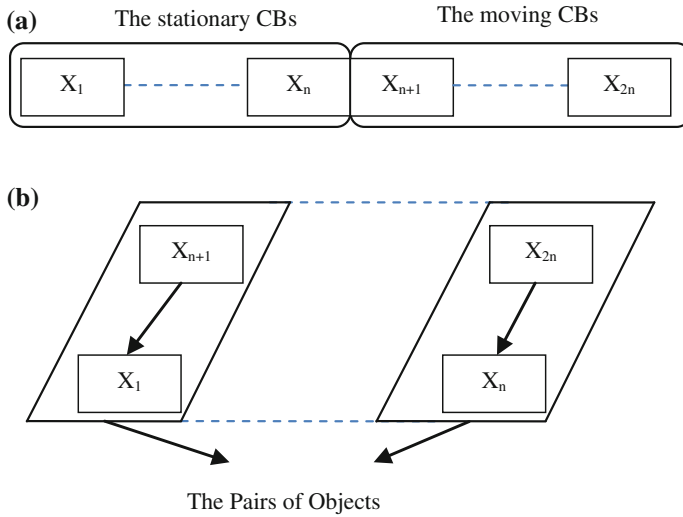 (a)
The stationary CBs
The moving CBs
X1
Xn
Xn+1
X2n
(b)
Xn+1
X2n
X1
Xn
The Pairs of Objects